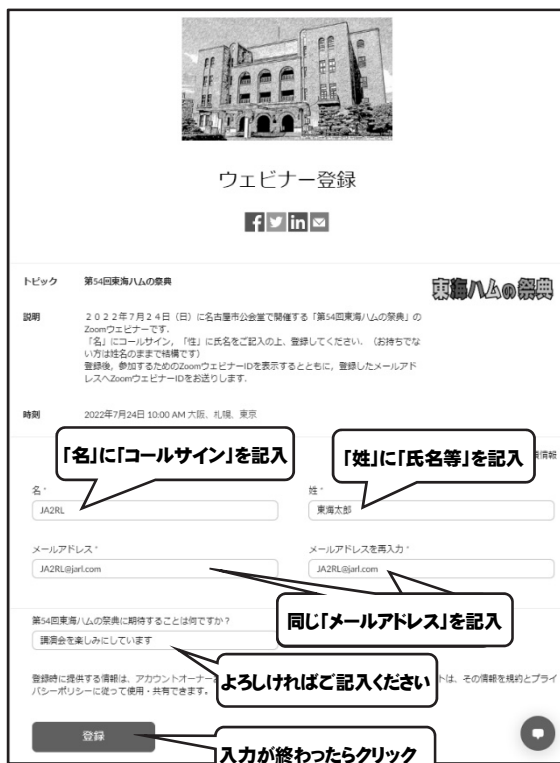 ウェビナー登録
トピック 第54回東海ハムの祭典
東海ハムの祭典
説明 2022年7月24日（日）に名古屋市公会堂で開催する「第54回東海ハムの祭典」の
Zoomウェビナーです．
「名」にコールサイン，「性」に氏名をご記入の上，登録してください．（お持ちでな
い方は姓名のままで結構です）
登録後，参加するためのZoomウェビナーIDを表示するとともに，登録したメールアド
レスへZoomウェビナーIDをお送りします．
時刻 2022年7月24日 10:00 AM 大阪、札幌、東京
「名」に「コールサイン」を記入
「姓」に「氏名等」を記入
情報
名 *
姓 *
JA2RL
東海太郎
メールアドレス *
メールアドレスを再入力 *
JA2RL@jarl.com
JA2RL@jarl.com
同じ「メールアドレス」を記入
第54回東海ハムの祭典に期待することは何ですか？
講演会を楽しみにしています
よろしければご記入ください
登録時に提供する情報は、アカウントオーナー
トは、その情報を規約とプライ
バシーポリシーに従って使用・共有できます。
登録
入力が終わったらクリック